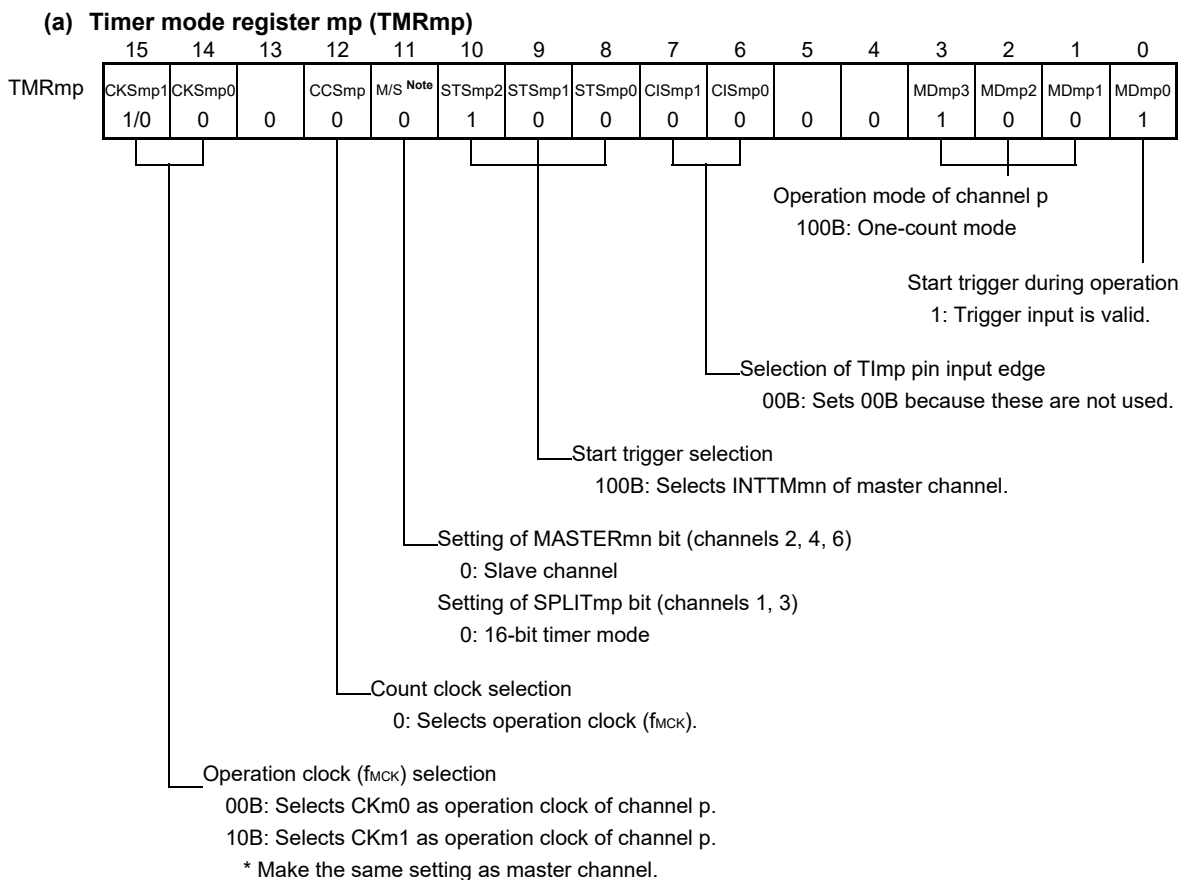 (a) Timer mode register mp (TMRmp)
15 14 13 12 11 10 9 8 7 6 5 4 3 2 1 0
TMRmp CKSmp1 CKSmp0 CCSmp M/S Note STSmp2 STSmp1 STSmp0 CISmp1 CISmp0 MDmp3 MDmp2 MDmp1 MDmp0
1/0 0 0 0 0 1 0 0 0 0 0 0 1 0 0 1
Operation mode of channel p
100B: One-count mode
Start trigger during operation
1: Trigger input is valid.
Selection of TImp pin input edge
00B: Sets 00B because these are not used.
Start trigger selection
100B: Selects INTTMmn of master channel.
Setting of MASTERmn bit (channels 2, 4, 6)
0: Slave channel
Setting of SPLITmp bit (channels 1, 3)
0: 16-bit timer mode
Count clock selection
0: Selects operation clock (fMCK).
Operation clock (fMCK) selection
00B: Selects CKm0 as operation clock of channel p.
10B: Selects CKm1 as operation clock of channel p.
* Make the same setting as master channel.